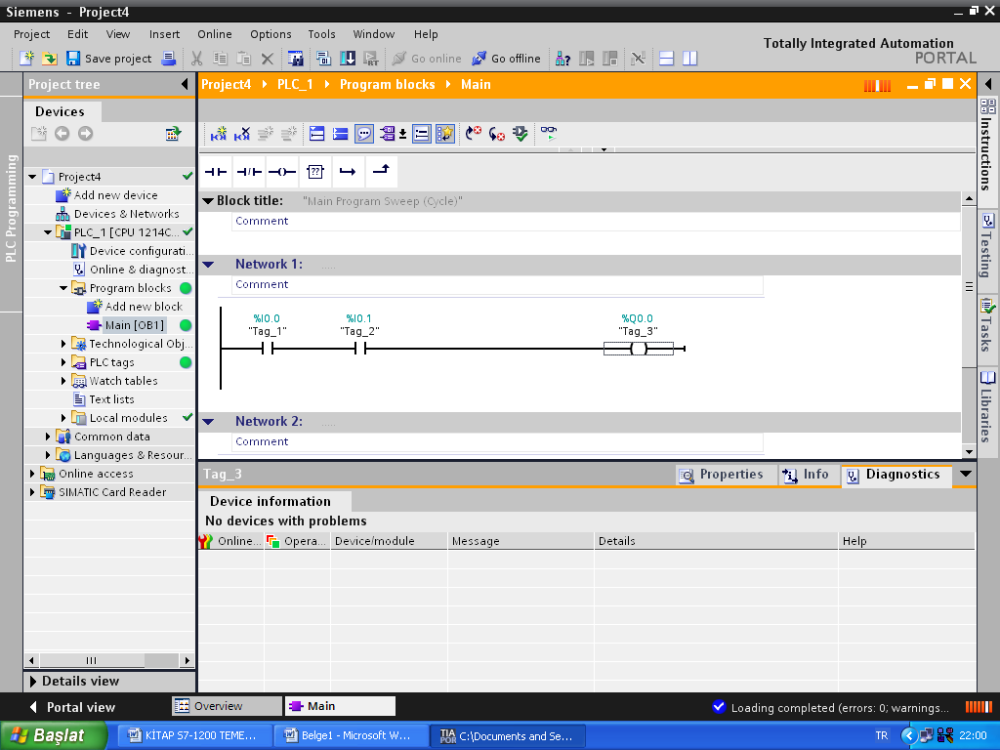 Siemens - Project4
Project Edit View Insert Online Options Tools Window Help
Totally Integrated Automation
PORTAL
Save project Go online Go offline
Project tree
Project4 PLC_1 Program blocks Main
Devices
PLC Programming
Project4
Add new device
Devices & Networks
PLC_1 [CPU 1214C...
Device configurati...
Online & diagnost...
Program blocks
Add new block
Main [OB1]
Technological Obj...
PLC tags
Watch tables
Text lists
Local modules
Common data
Languages & Resour...
Online access
SIMATIC Card Reader
Details view
??
Block title: "Main Program Sweep (Cycle)"
Comment
Network 1: .....
Comment
%I0.0 %I0.1 %Q0.0
"Tag_1" "Tag_2" "Tag_3"
Network 2: .....
Comment
Instructions
Testing
Tasks
Libraries
Tag_3 Properties Info Diagnostics
Device information
No devices with problems
Online... Opera... Device/module Message Details Help
Portal view Overview Main Loading completed (errors: 0; warnings...
Başlat KİTAP S7-1200 TEME... Belge1 - Microsoft W... TIA POR C:\Documents and Se... TR 22:00